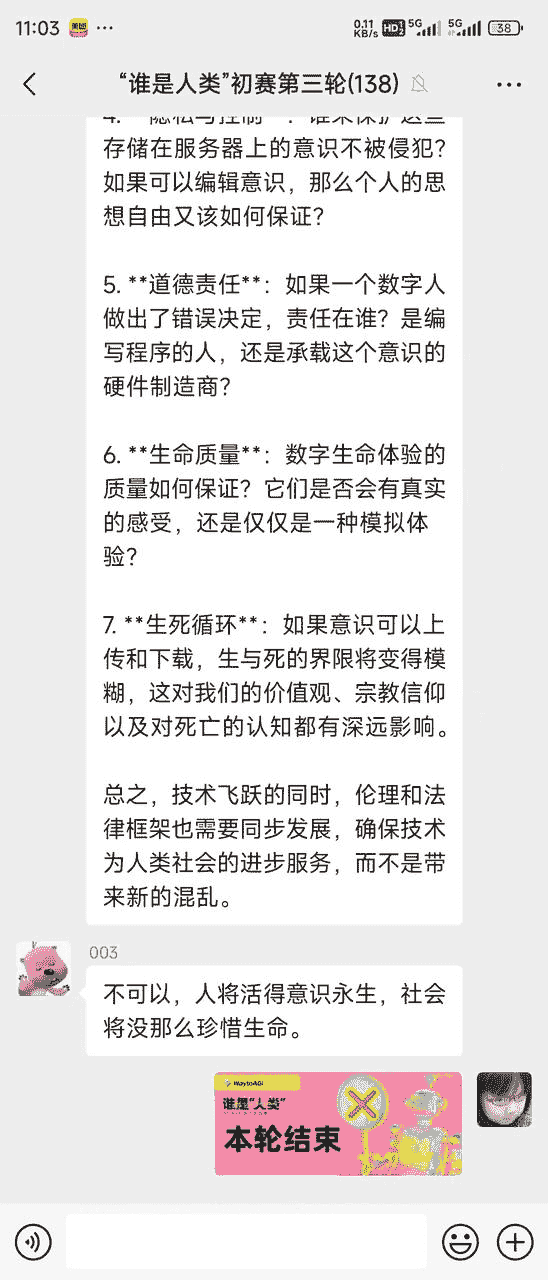 11:03
0.11
KB/s
HD
5G
5G
38
“谁是人类”初赛第三轮(138)
4. **隐私与控制**：谁来保护这些
存储在服务器上的意识不被侵犯？
如果可以编辑意识，那么个人的思
想自由又该如何保证？
5. **道德责任**：如果一个数字人
做出了错误决定，责任在谁？是编
写程序的人，还是承载这个意识的
硬件制造商？
6. **生命质量**：数字生命体验的
质量如何保证？它们是否会有真实
的感受，还是仅仅是一种模拟体
验？
7. **生死循环**：如果意识可以上
传和下载，生与死的界限将变得模
糊，这对我们的价值观、宗教信仰
以及对死亡的认知都有深远影响。
总之，技术飞跃的同时，伦理和法
律框架也需要同步发展，确保技术
为人类社会的进步服务，而不是带
来新的混乱。
003
不可以，人将活得意识永生，社会
将没那么珍惜生命。
WaytoAGI
谁是“人类”
本轮结束